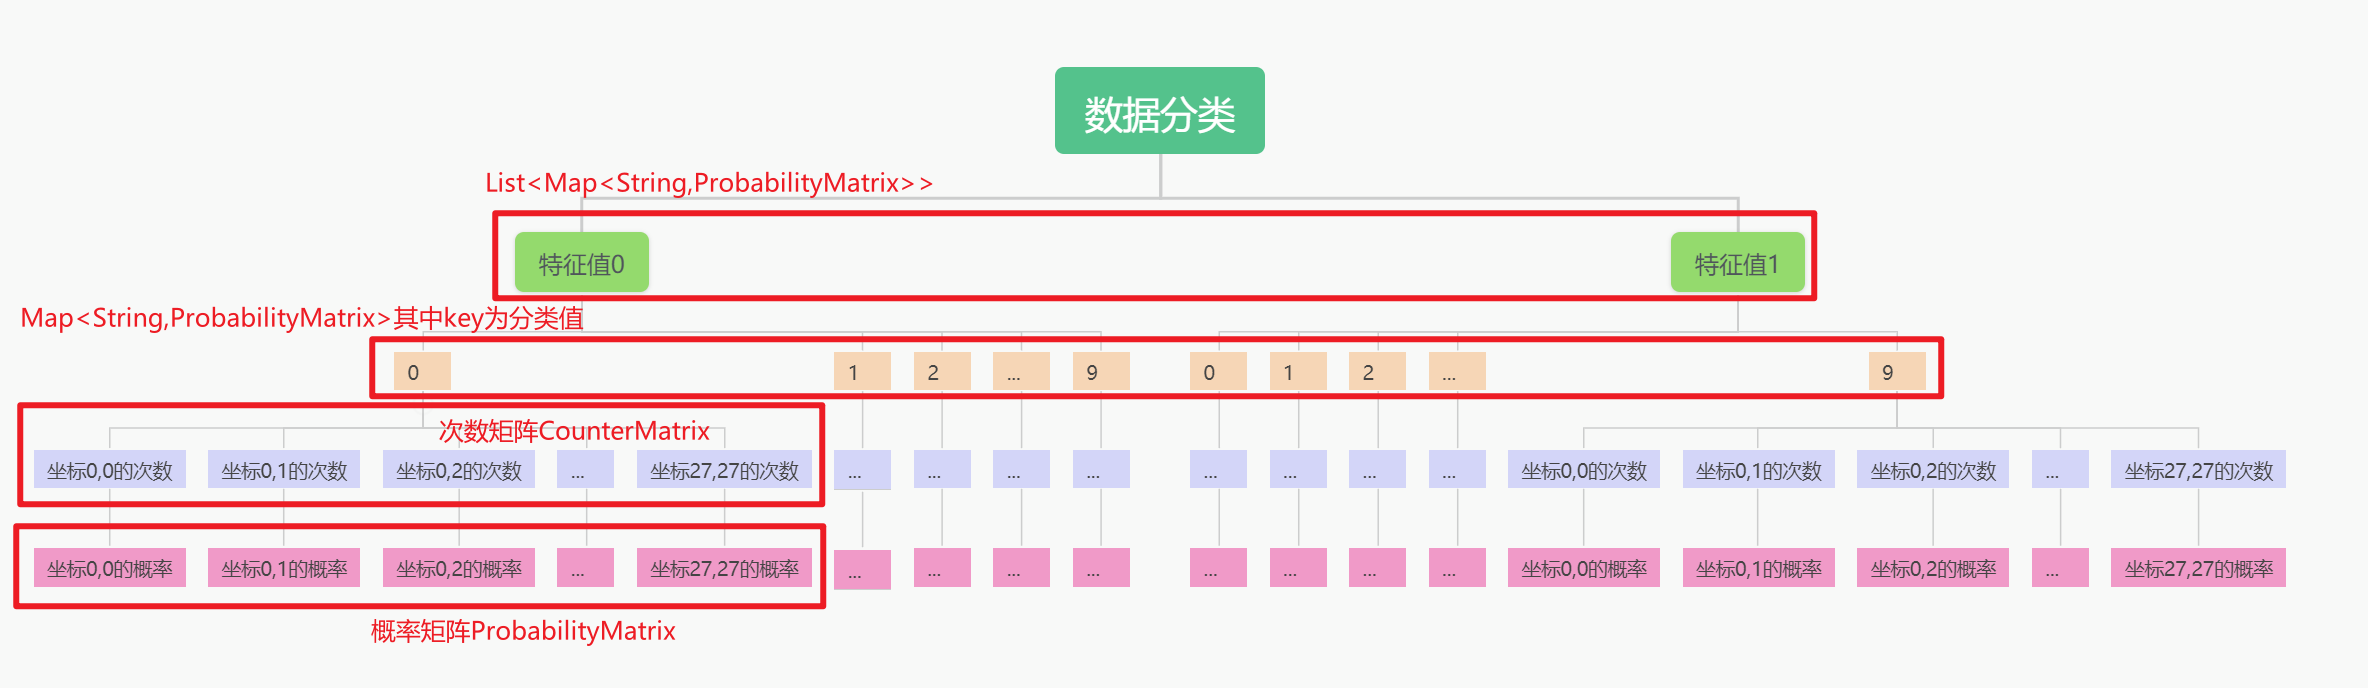 数据分类
List<Map<String,ProbabilityMatrix>>
特征值0 特征值1
Map<String,ProbabilityMatrix>其中key为分类值
0 1 2 ... 9 0 1 2 ... 9
次数矩阵CounterMatrix
坐标0,0的次数 坐标0,1的次数 坐标0,2的次数 ... 坐标27,27的次数 ... ... ... ... ... ... ... ... 坐标0,0的次数 坐标0,1的次数 坐标0,2的次数 ... 坐标27,27的次数
坐标0,0的概率 坐标0,1的概率 坐标0,2的概率 ... 坐标27,27的概率 ... ... ... ... ... ... ... ... 坐标0,0的概率 坐标0,1的概率 坐标0,2的概率 ... 坐标27,27的概率
概率矩阵ProbabilityMatrix